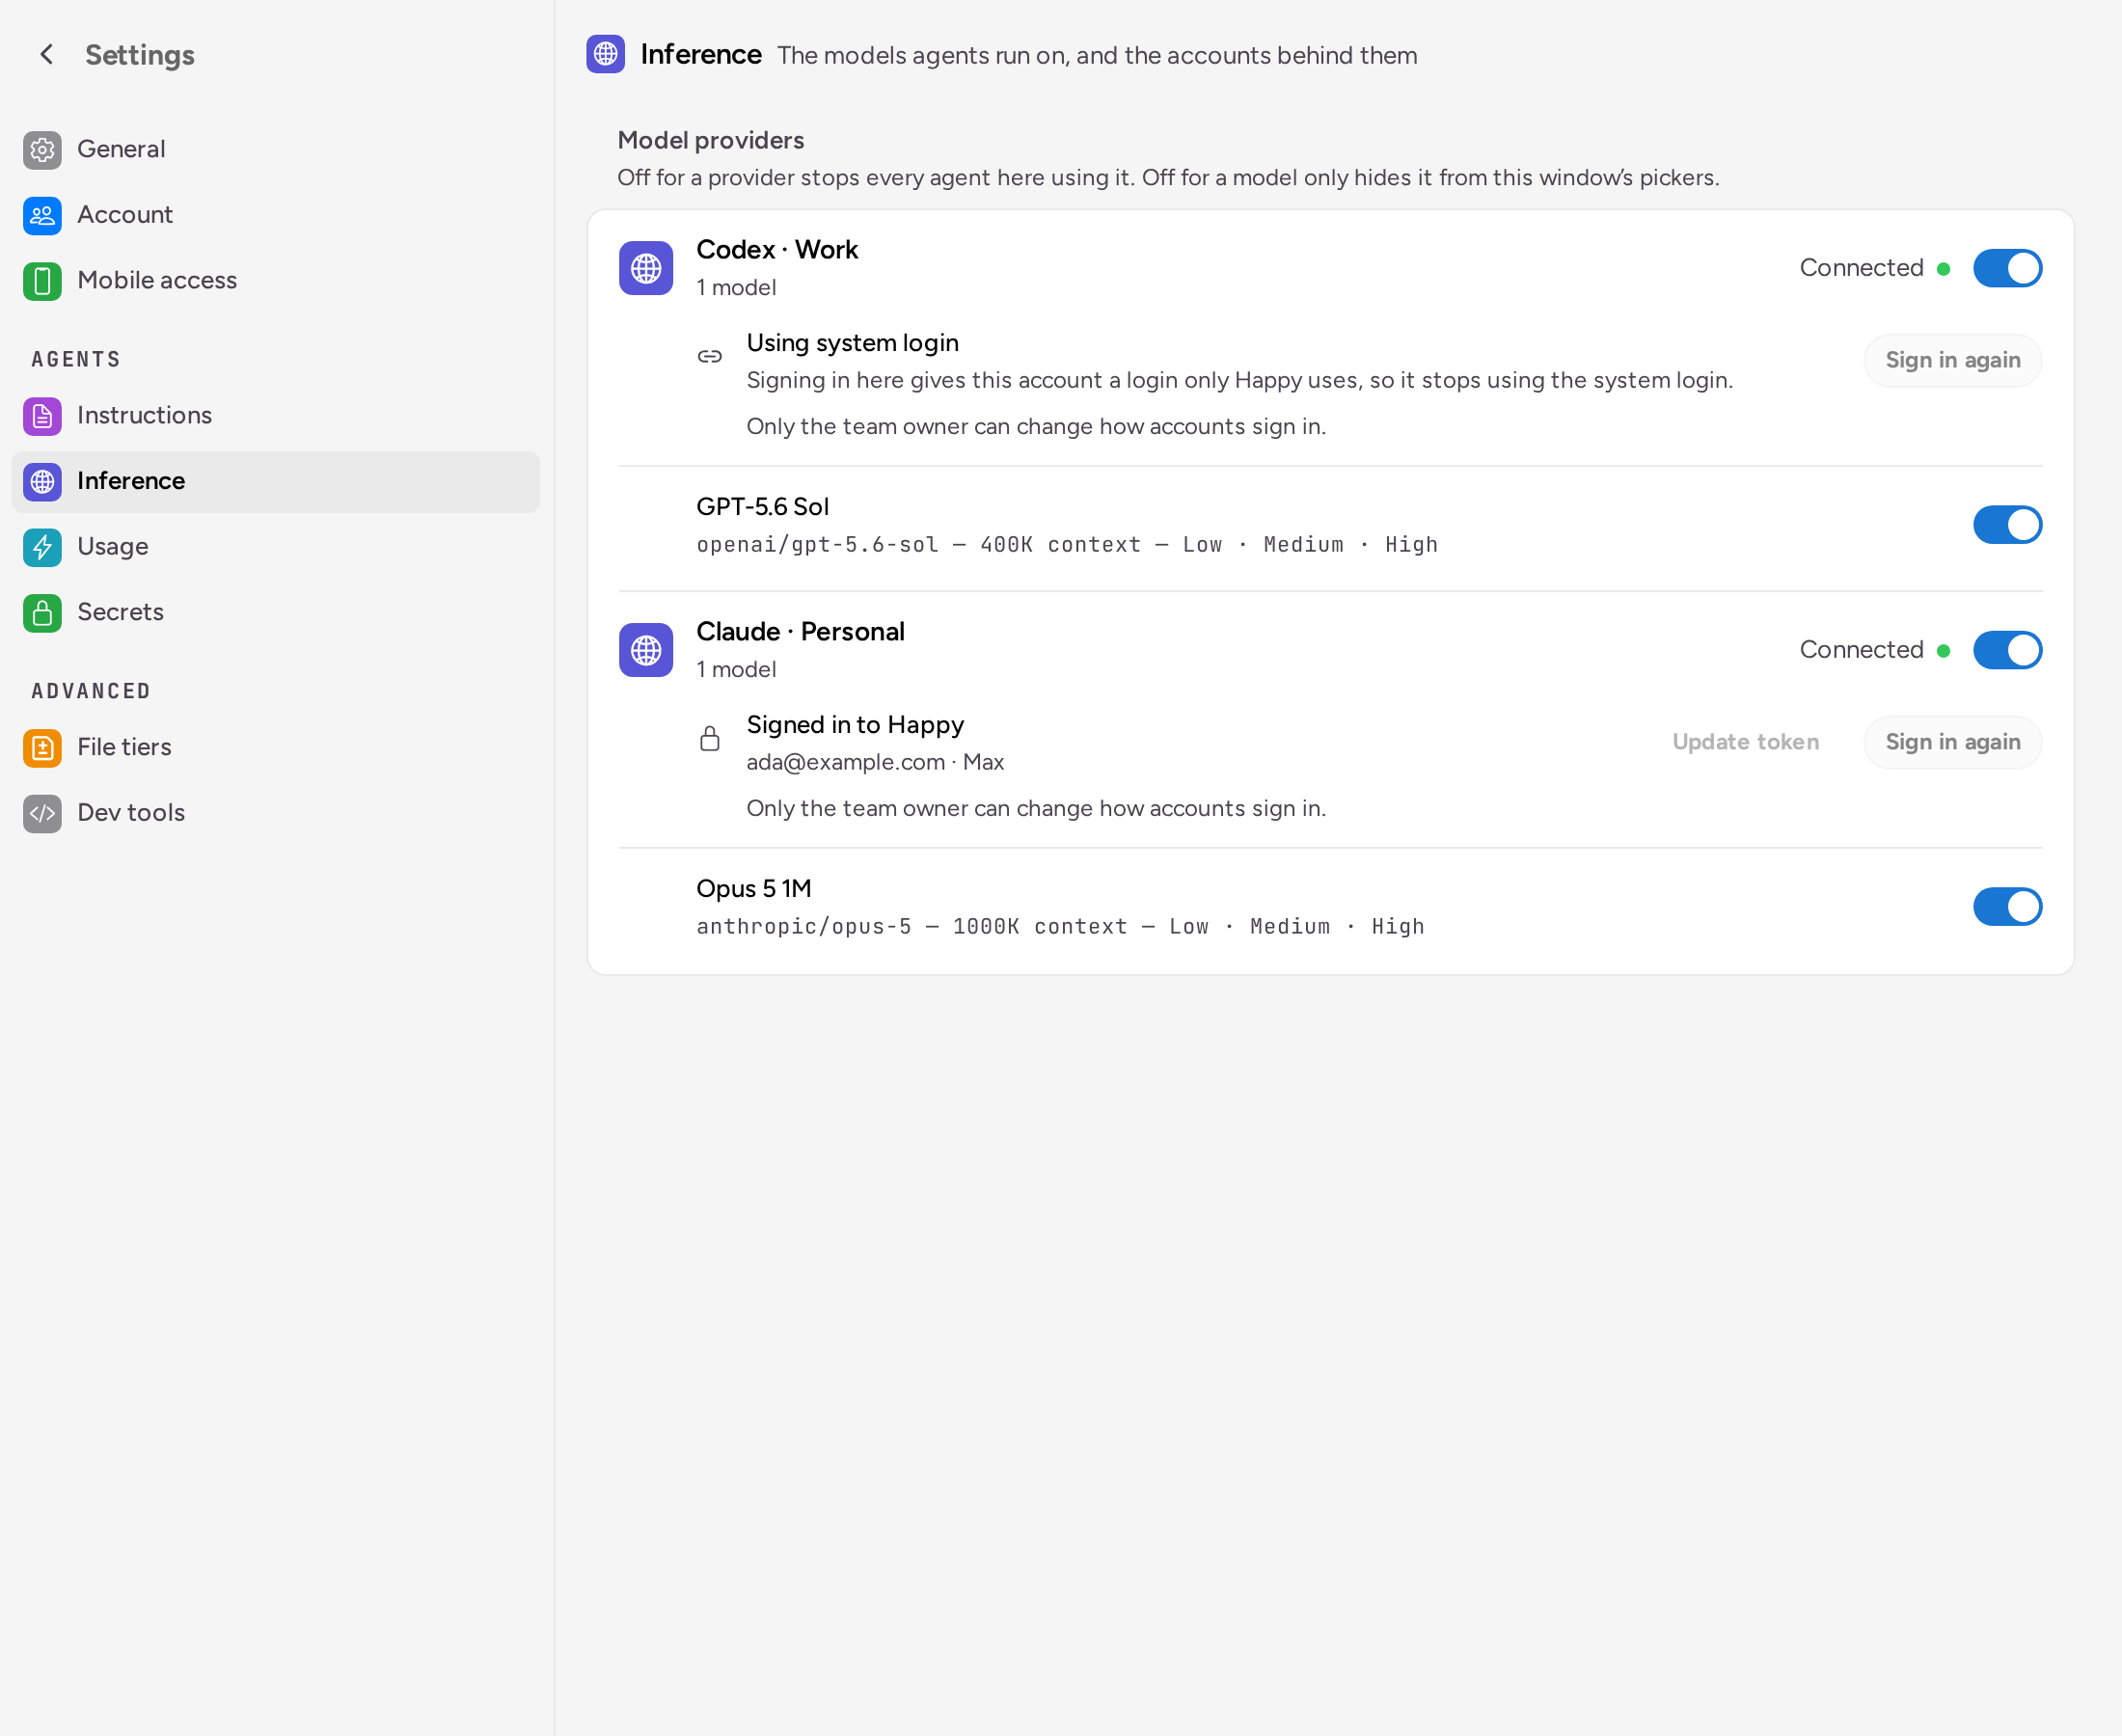 Settings
General
Account
Mobile access
AGENTS
Instructions
Inference
Usage
Secrets
ADVANCED
File tiers
Dev tools
Inference The models agents run on, and the accounts behind them
Model providers
Off for a provider stops every agent here using it. Off for a model only hides it from this window’s pickers.
Codex · Work
1 model
Connected
Using system login
Signing in here gives this account a login only Happy uses, so it stops using the system login.
Only the team owner can change how accounts sign in.
Sign in again
GPT-5.6 Sol
openai/gpt-5.6-sol — 400K context — Low · Medium · High
Claude · Personal
1 model
Connected
Signed in to Happy
ada@example.com · Max
Only the team owner can change how accounts sign in.
Update token
Sign in again
Opus 5 1M
anthropic/opus-5 — 1000K context — Low · Medium · High